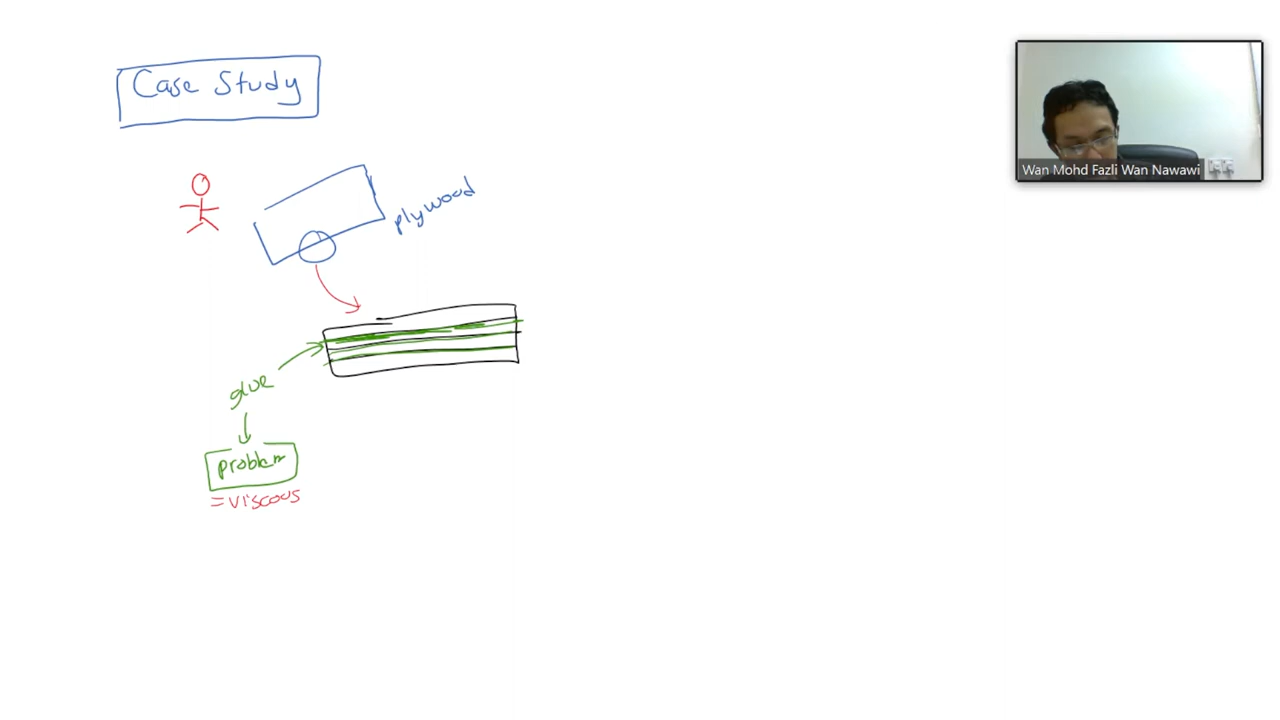 Case Study
plywood
glue
problem
= viscous
Wan Mohd Fazli Wan Nawawi